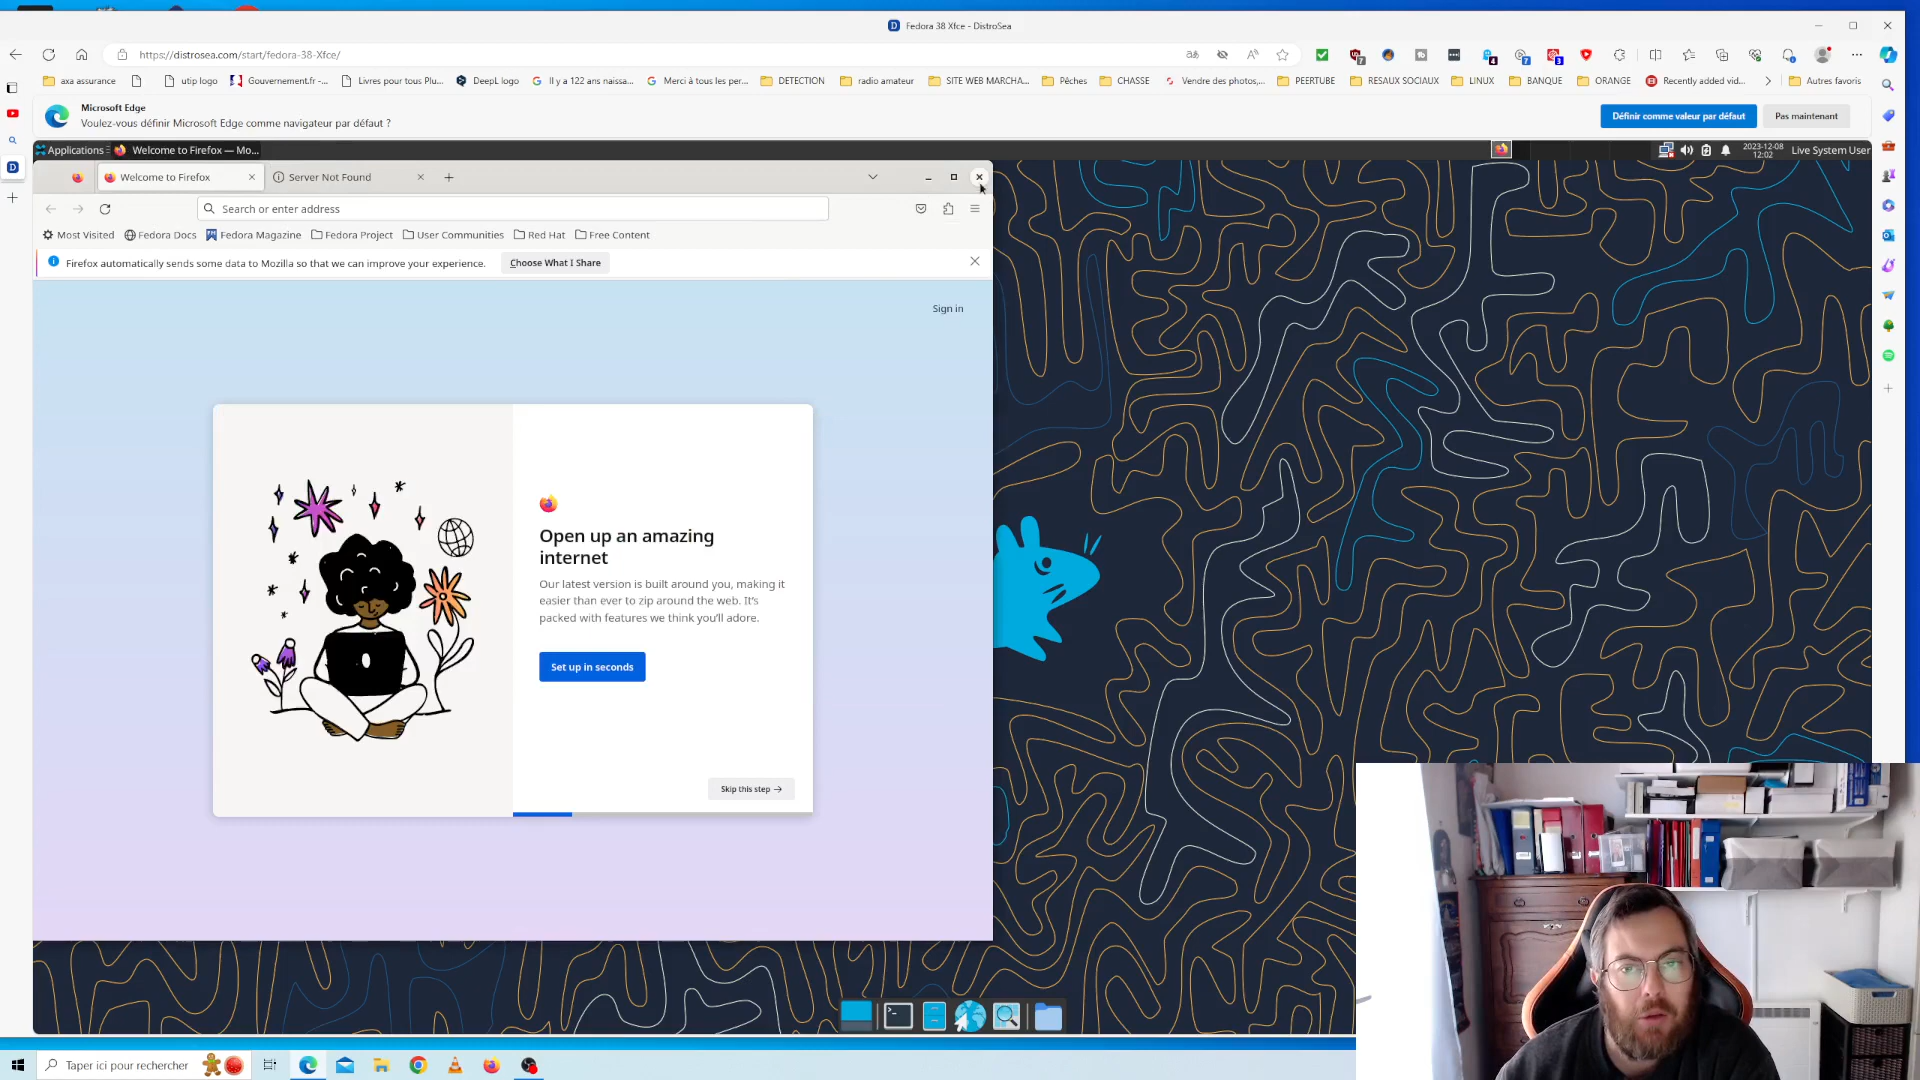 Fedora 38 Xfce - DistroSea
https://distrosea.com/start/fedora-38-Xfce/
axa assurance
utip logo
Gouvernement.fr -...
Livres pour tous Plu...
DeepL logo
Il y a 122 ans naissa...
Merci à tous les per...
DETECTION
radio amateur
SITE WEB MARCHA...
Pêches
CHASSE
Vendre des photos,...
PEERTUBE
RESAUX SOCIAUX
LINUX
BANQUE
ORANGE
Recently added vid...
Autres favoris
Microsoft Edge
Voulez-vous définir Microsoft Edge comme navigateur par défaut ?
Définir comme valeur par défaut
Pas maintenant
Applications
Welcome to Firefox — Mo...
2023-12-08
12:02
Live System User
Welcome to Firefox
Server Not Found
Search or enter address
Most Visited
Fedora Docs
Fedora Magazine
Fedora Project
User Communities
Red Hat
Free Content
Firefox automatically sends some data to Mozilla so that we can improve your experience.
Choose What I Share
Sign in
Open up an amazing
internet
Our latest version is built around you, making it
easier than ever to zip around the web. It's
packed with features we think you'll adore.
Set up in seconds
Skip this step →
Taper ici pour rechercher